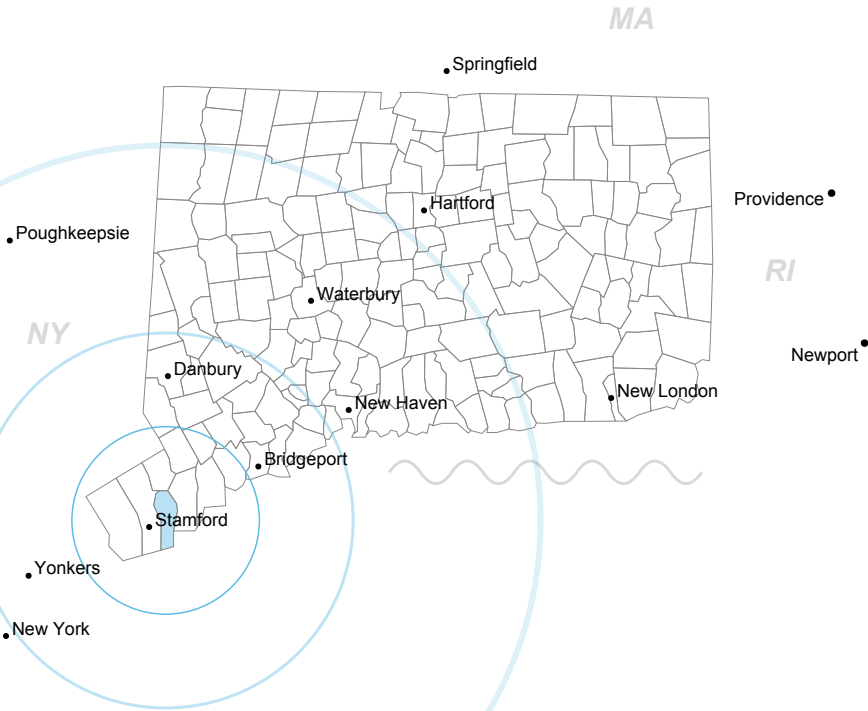 MA
Springfield
Providence
Hartford
Poughkeepsie
RI
Waterbury
NY
Newport
Danbury
New London
New Haven
Bridgeport
Stamford
Yonkers
New York